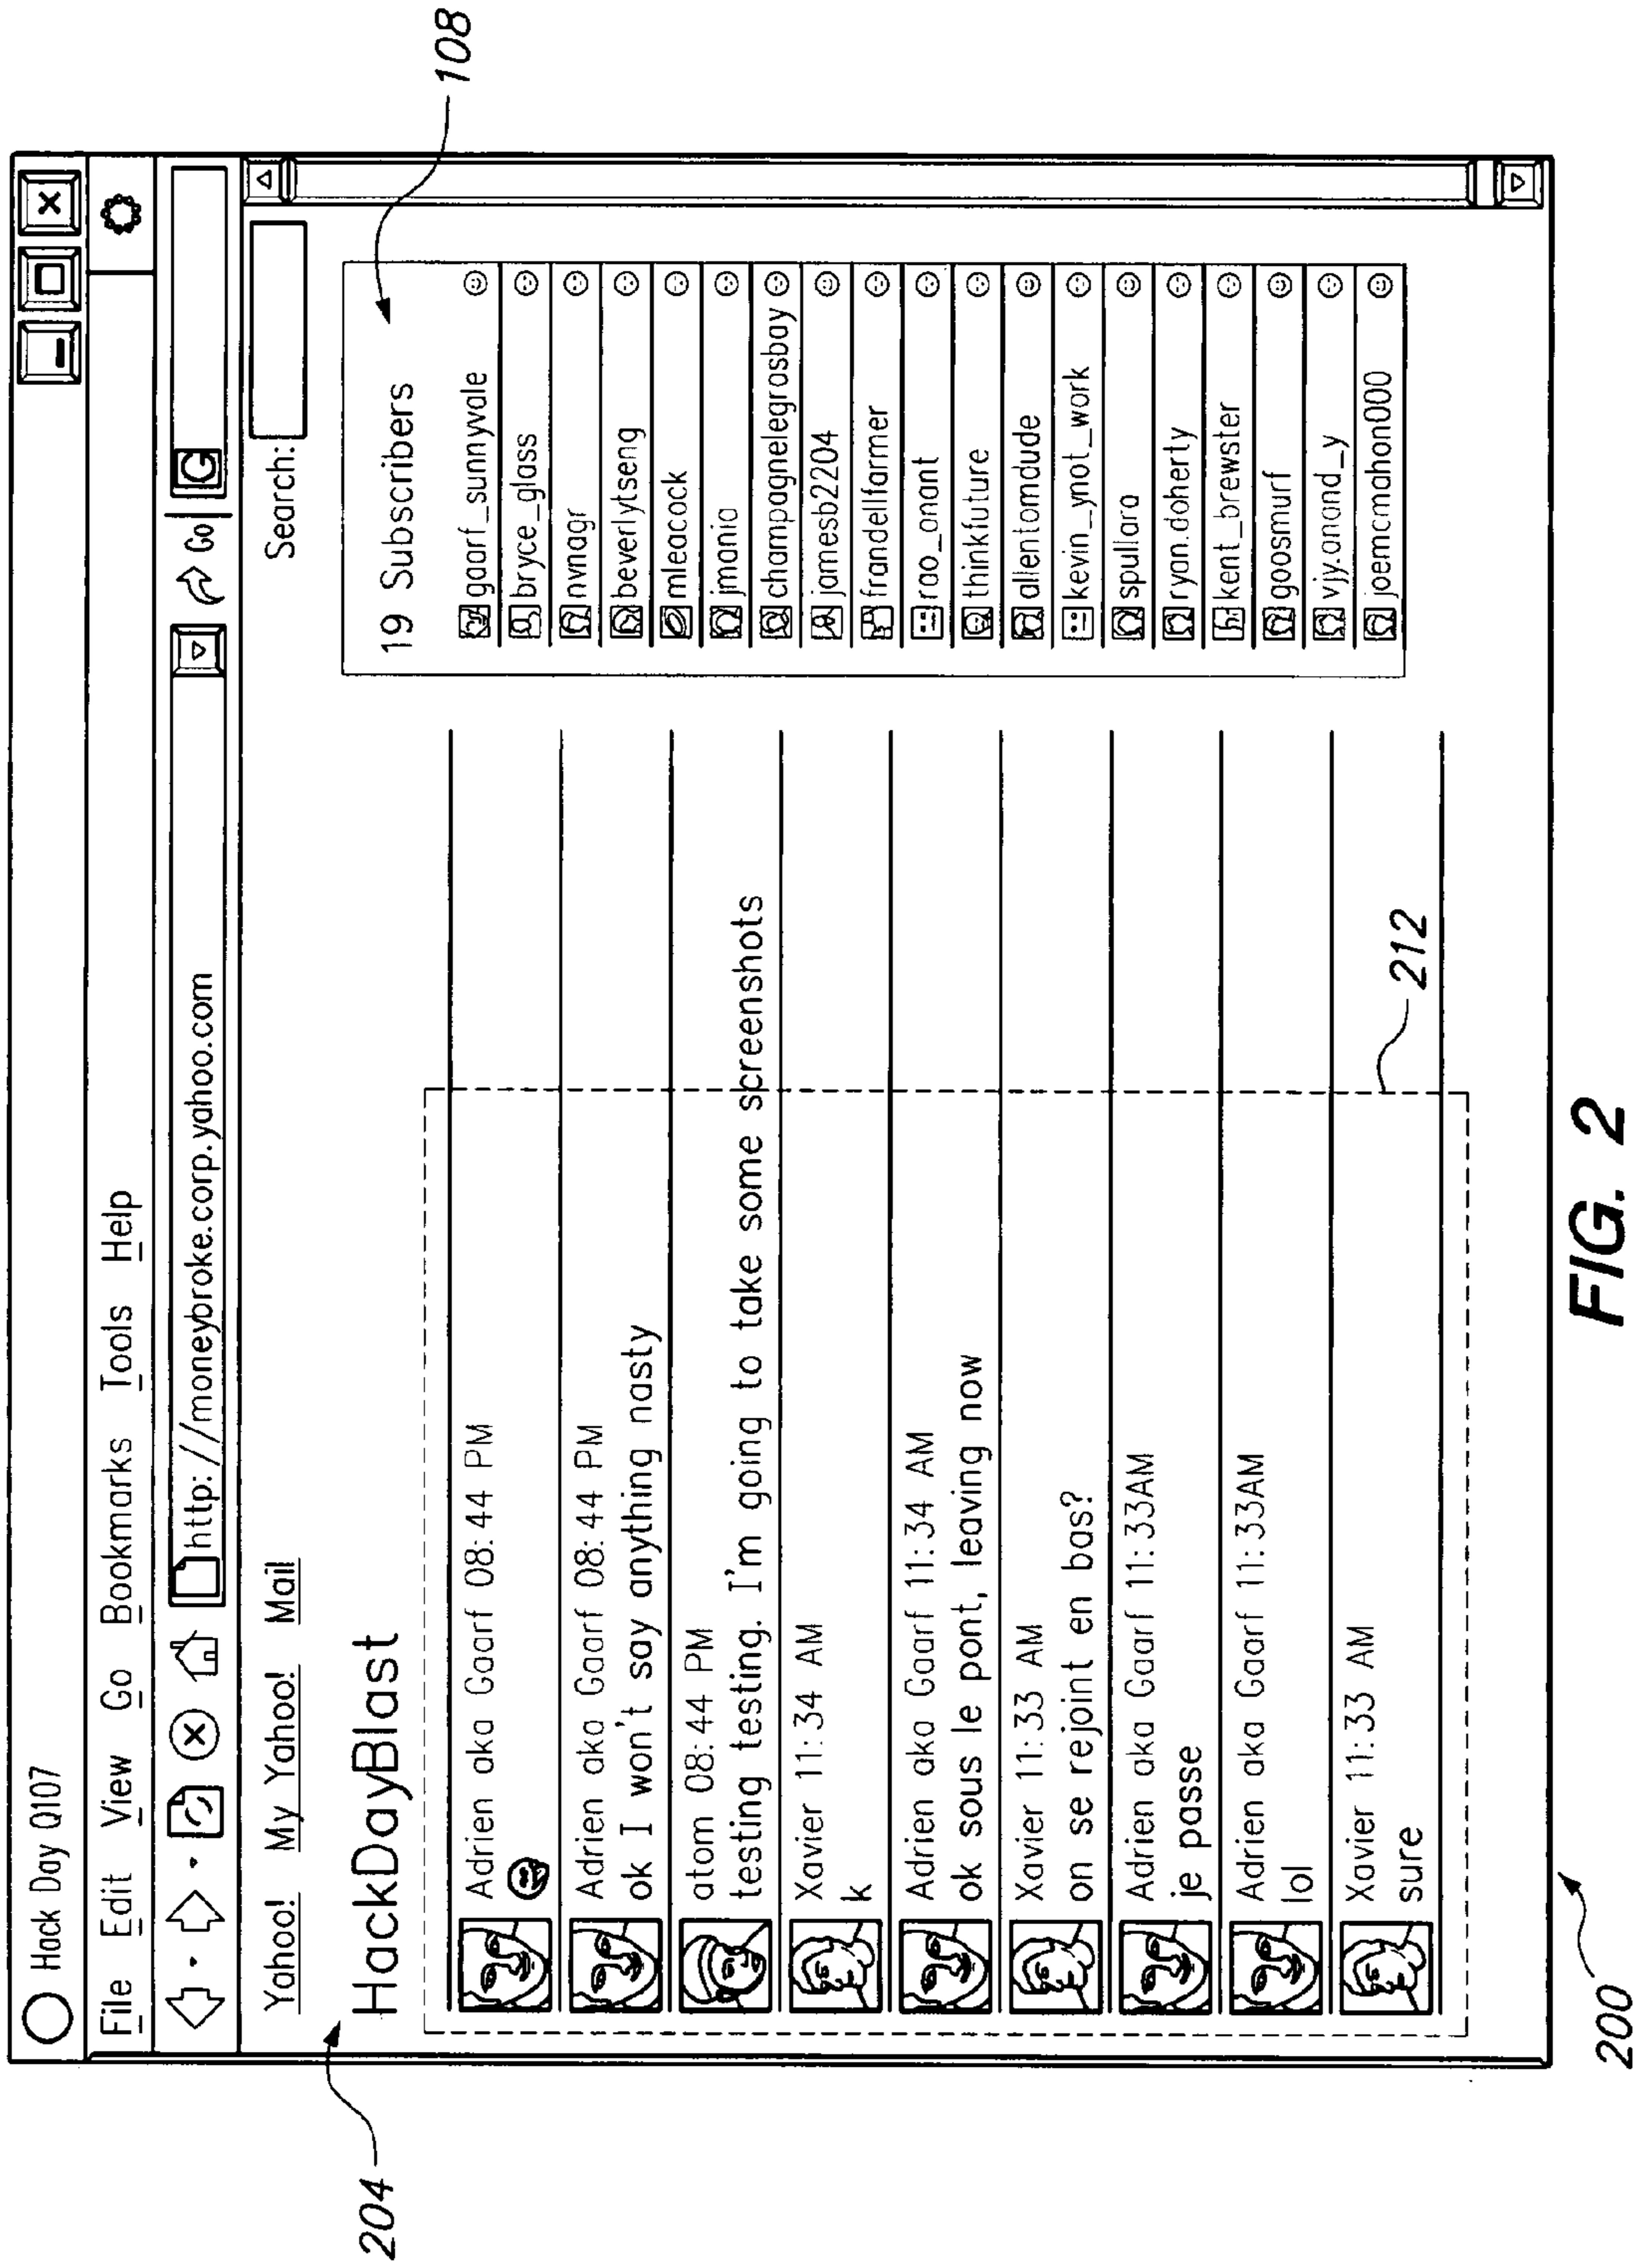 Hack Day Q107
File Edit View Go Bookmarks Tools Help
http://moneybroke.corp.yahoo.com
Go
G
Yahoo! My Yahoo! Mail
Search:
204
HackDayBlast
108
19 Subscribers
gaarf_sunnyvale
bryce_glass
nvnagr
beverlytseng
mleacock
jmania
champagnelegrosbay
jamesb2204
frandellfarmer
rao_anant
thinkfuture
allentomdude
kevin_ynot_work
spullara
ryan.doherty
kent_brewster
goosmurf
vjy.anand_y
joemcmahon000
Adrien aka Gaarf 08:44 PM
Adrien aka Gaarf 08:44 PM
ok I won't say anything nasty
atom 08:44 PM
testing testing. I'm going to take some screenshots
Xavier 11:34 AM
k
Adrien aka Gaarf 11:34 AM
ok sous le pont, leaving now
Xavier 11:33 AM
on se rejoint en bas?
Adrien aka Gaarf 11:33AM
je passe
Adrien aka Gaarf 11:33AM
lol
Xavier 11:33 AM
sure
212
200
FIG. 2